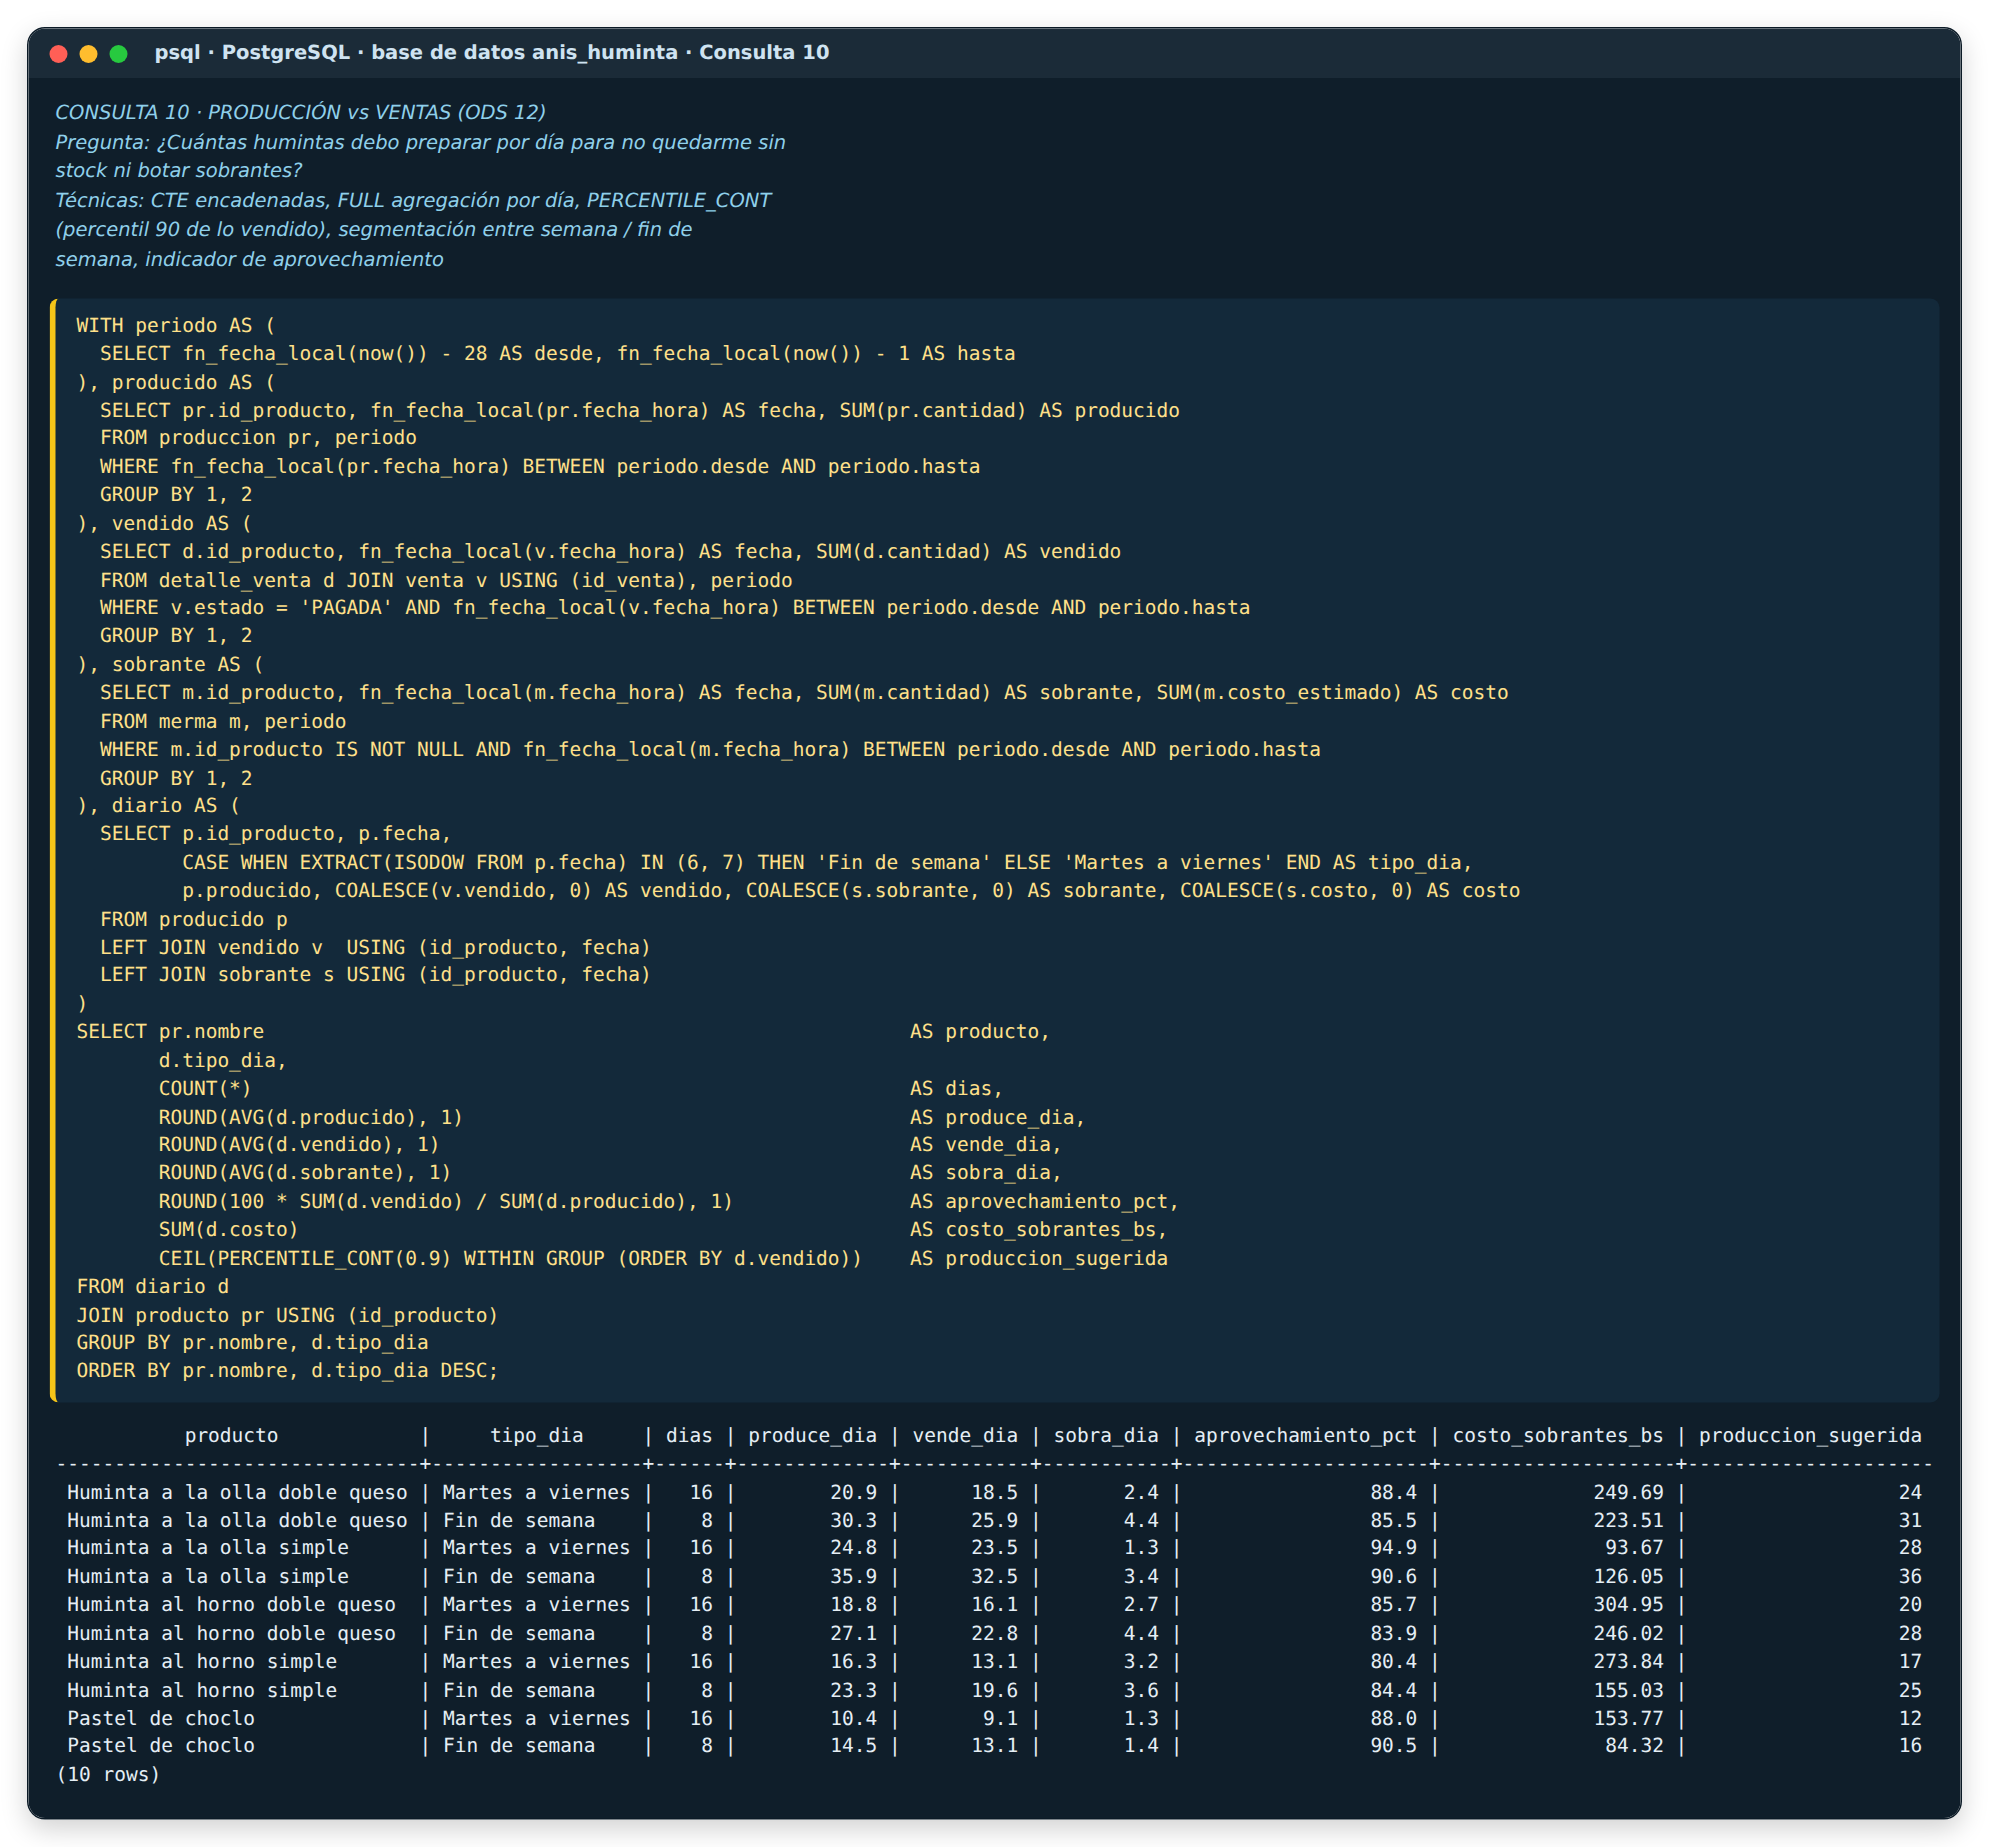 psql · PostgreSQL · base de datos anis_huminta · Consulta 10
CONSULTA 10 · PRODUCCIÓN vs VENTAS (ODS 12)
Pregunta: ¿Cuántas humintas debo preparar por día para no quedarme sin
stock ni botar sobrantes?
Técnicas: CTE encadenadas, FULL agregación por día, PERCENTILE_CONT
(percentil 90 de lo vendido), segmentación entre semana / fin de
semana, indicador de aprovechamiento
WITH periodo AS (
  SELECT fn_fecha_local(now()) - 28 AS desde, fn_fecha_local(now()) - 1 AS hasta
), producido AS (
  SELECT pr.id_producto, fn_fecha_local(pr.fecha_hora) AS fecha, SUM(pr.cantidad) AS producido
  FROM produccion pr, periodo
  WHERE fn_fecha_local(pr.fecha_hora) BETWEEN periodo.desde AND periodo.hasta
  GROUP BY 1, 2
), vendido AS (
  SELECT d.id_producto, fn_fecha_local(v.fecha_hora) AS fecha, SUM(d.cantidad) AS vendido
  FROM detalle_venta d JOIN venta v USING (id_venta), periodo
  WHERE v.estado = 'PAGADA' AND fn_fecha_local(v.fecha_hora) BETWEEN periodo.desde AND periodo.hasta
  GROUP BY 1, 2
), sobrante AS (
  SELECT m.id_producto, fn_fecha_local(m.fecha_hora) AS fecha, SUM(m.cantidad) AS sobrante, SUM(m.costo_estimado) AS costo
  FROM merma m, periodo
  WHERE m.id_producto IS NOT NULL AND fn_fecha_local(m.fecha_hora) BETWEEN periodo.desde AND periodo.hasta
  GROUP BY 1, 2
), diario AS (
  SELECT p.id_producto, p.fecha,
         CASE WHEN EXTRACT(ISODOW FROM p.fecha) IN (6, 7) THEN 'Fin de semana' ELSE 'Martes a viernes' END AS tipo_dia,
         p.producido, COALESCE(v.vendido, 0) AS vendido, COALESCE(s.sobrante, 0) AS sobrante, COALESCE(s.costo, 0) AS costo
  FROM producido p
  LEFT JOIN vendido v  USING (id_producto, fecha)
  LEFT JOIN sobrante s USING (id_producto, fecha)
)
SELECT pr.nombre                                                       AS producto,
       d.tipo_dia,
       COUNT(*)                                                        AS dias,
       ROUND(AVG(d.producido), 1)                                      AS produce_dia,
       ROUND(AVG(d.vendido), 1)                                        AS vende_dia,
       ROUND(AVG(d.sobrante), 1)                                       AS sobra_dia,
       ROUND(100 * SUM(d.vendido) / SUM(d.producido), 1)               AS aprovechamiento_pct,
       SUM(d.costo)                                                    AS costo_sobrantes_bs,
       CEIL(PERCENTILE_CONT(0.9) WITHIN GROUP (ORDER BY d.vendido))    AS produccion_sugerida
FROM diario d
JOIN producto pr USING (id_producto)
GROUP BY pr.nombre, d.tipo_dia
ORDER BY pr.nombre, d.tipo_dia DESC;
           producto            |     tipo_dia     | dias | produce_dia | vende_dia | sobra_dia | aprovechamiento_pct | costo_sobrantes_bs | produccion_sugerida
-------------------------------+------------------+------+-------------+-----------+-----------+---------------------+--------------------+---------------------
 Huminta a la olla doble queso | Martes a viernes |   16 |        20.9 |      18.5 |       2.4 |                88.4 |             249.69 |                  24
 Huminta a la olla doble queso | Fin de semana    |    8 |        30.3 |      25.9 |       4.4 |                85.5 |             223.51 |                  31
 Huminta a la olla simple      | Martes a viernes |   16 |        24.8 |      23.5 |       1.3 |                94.9 |              93.67 |                  28
 Huminta a la olla simple      | Fin de semana    |    8 |        35.9 |      32.5 |       3.4 |                90.6 |             126.05 |                  36
 Huminta al horno doble queso  | Martes a viernes |   16 |        18.8 |      16.1 |       2.7 |                85.7 |             304.95 |                  20
 Huminta al horno doble queso  | Fin de semana    |    8 |        27.1 |      22.8 |       4.4 |                83.9 |             246.02 |                  28
 Huminta al horno simple       | Martes a viernes |   16 |        16.3 |      13.1 |       3.2 |                80.4 |             273.84 |                  17
 Huminta al horno simple       | Fin de semana    |    8 |        23.3 |      19.6 |       3.6 |                84.4 |             155.03 |                  25
 Pastel de choclo              | Martes a viernes |   16 |        10.4 |       9.1 |       1.3 |                88.0 |             153.77 |                  12
 Pastel de choclo              | Fin de semana    |    8 |        14.5 |      13.1 |       1.4 |                90.5 |              84.32 |                  16
(10 rows)